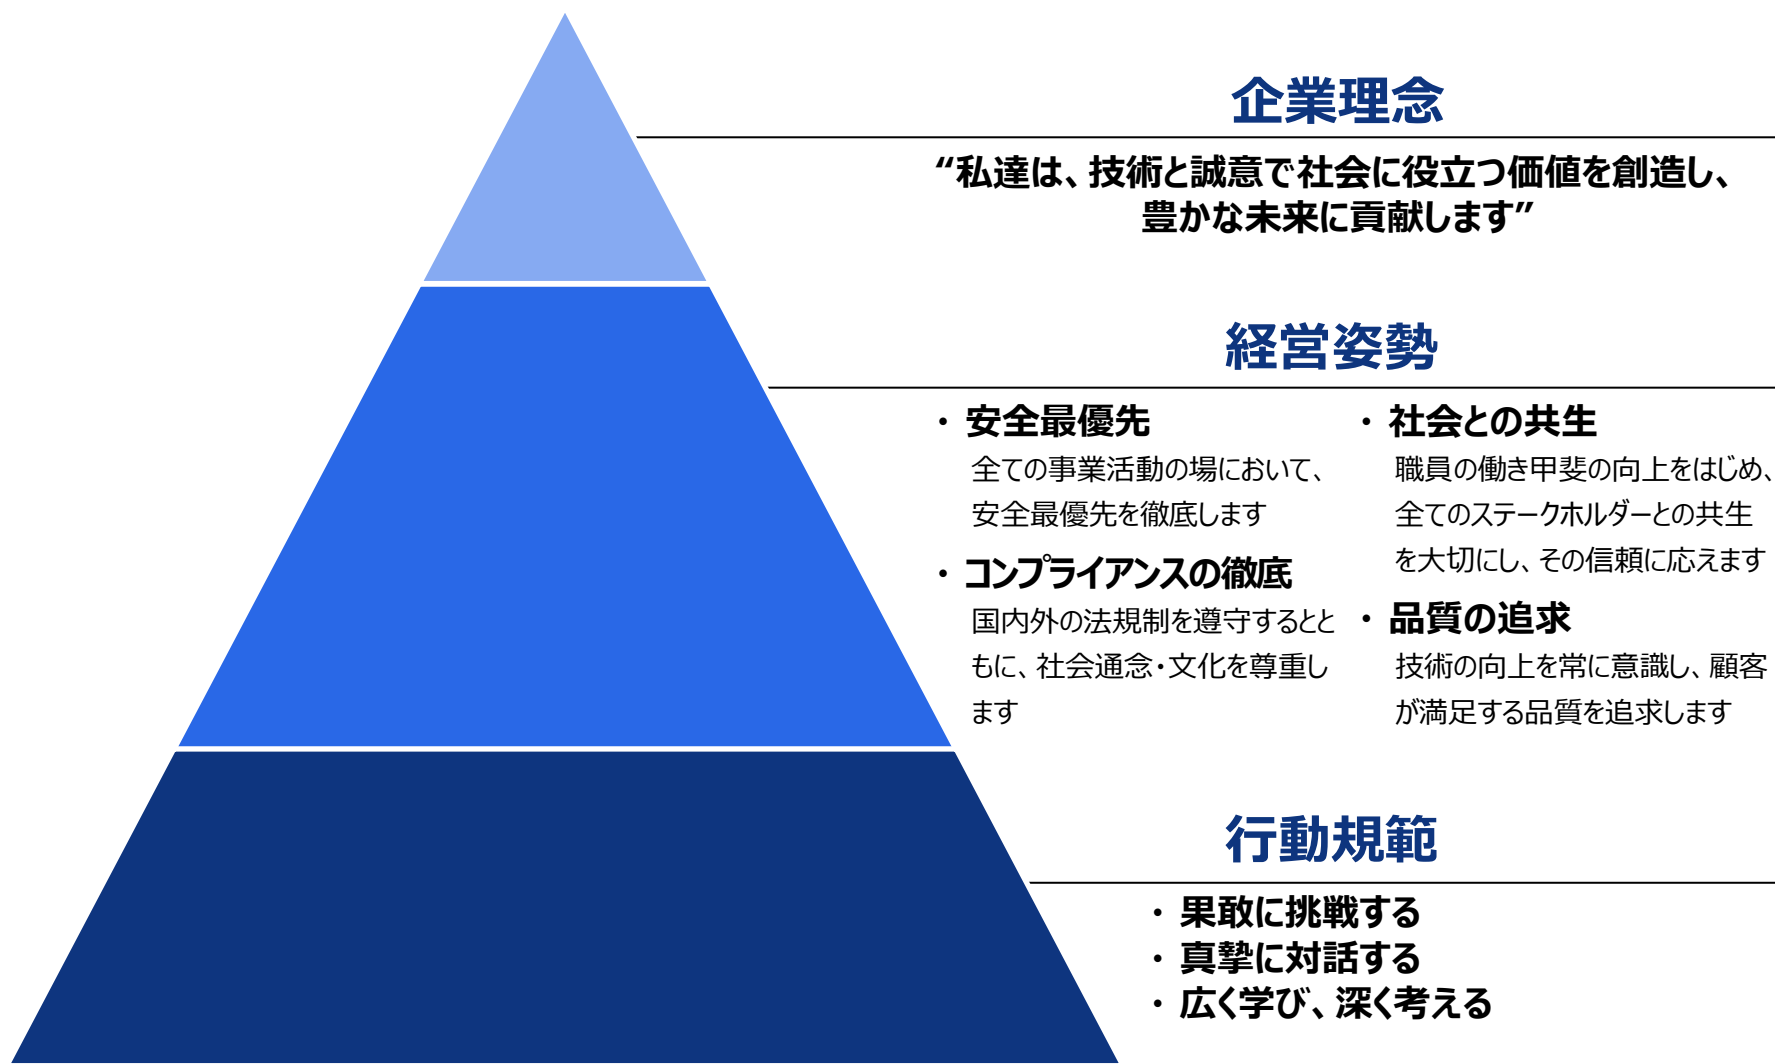 企業理念
“私達は、技術と誠意で社会に役立つ価値を創造し、
豊かな未来に貢献します”
経営姿勢
・ 安全最優先
全ての事業活動の場において、
安全最優先を徹底します
・ コンプライアンスの徹底
国内外の法規制を遵守するとと
もに、社会通念・文化を尊重し
ます
・ 社会との共生
職員の働き甲斐の向上をはじめ、
全てのステークホルダーとの共生
を大切にし、その信頼に応えます
・ 品質の追求
技術の向上を常に意識し、顧客
が満足する品質を追求します
行動規範
・ 果敢に挑戦する
・ 真摯に対話する
・ 広く学び、深く考える